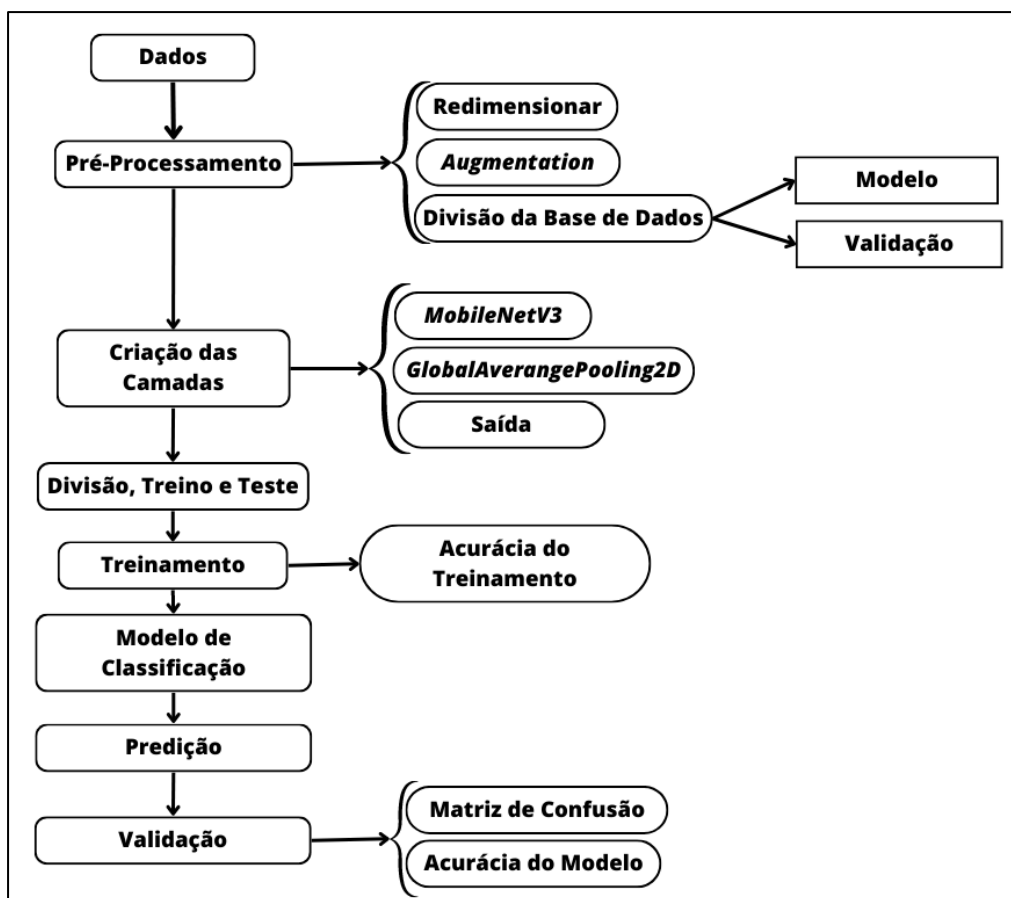 Dados
Pré-Processamento
Redimensionar
Augmentation
Divisão da Base de Dados
Modelo
Validação
Criação das
Camadas
MobileNetV3
GlobalAverangePooling2D
Saída
Divisão, Treino e Teste
Treinamento
Acurácia do
Treinamento
Modelo de
Classificação
Predição
Validação
Matriz de Confusão
Acurácia do Modelo